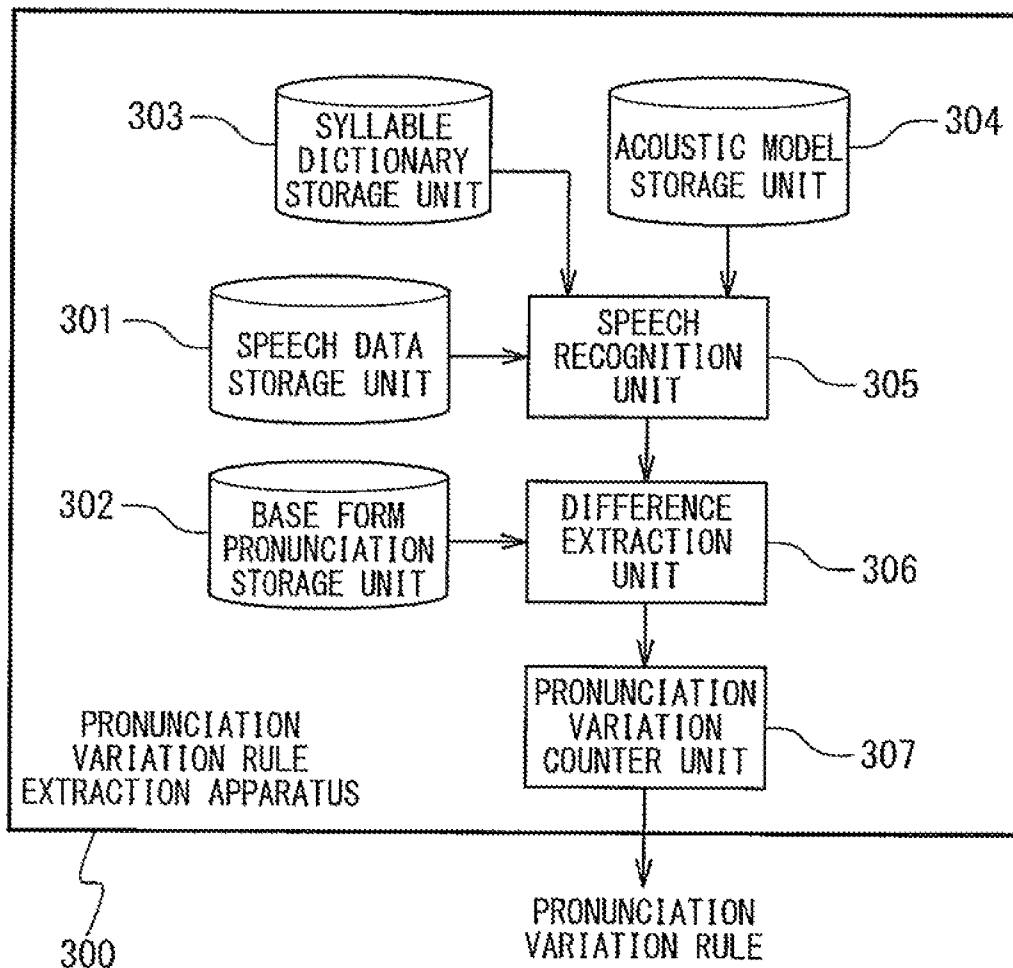 303
SYLLABLE
DICTIONARY
STORAGE UNIT
ACOUSTIC MODEL
STORAGE UNIT
304
301
SPEECH DATA
STORAGE UNIT
SPEECH
RECOGNITION
UNIT
305
302
BASE FORM
PRONUNCIATION
STORAGE UNIT
DIFFERENCE
EXTRACTION
UNIT
306
PRONUNCIATION
VARIATION
COUNTER UNIT
307
PRONUNCIATION
VARIATION RULE
EXTRACTION APPARATUS
300
PRONUNCIATION
VARIATION RULE